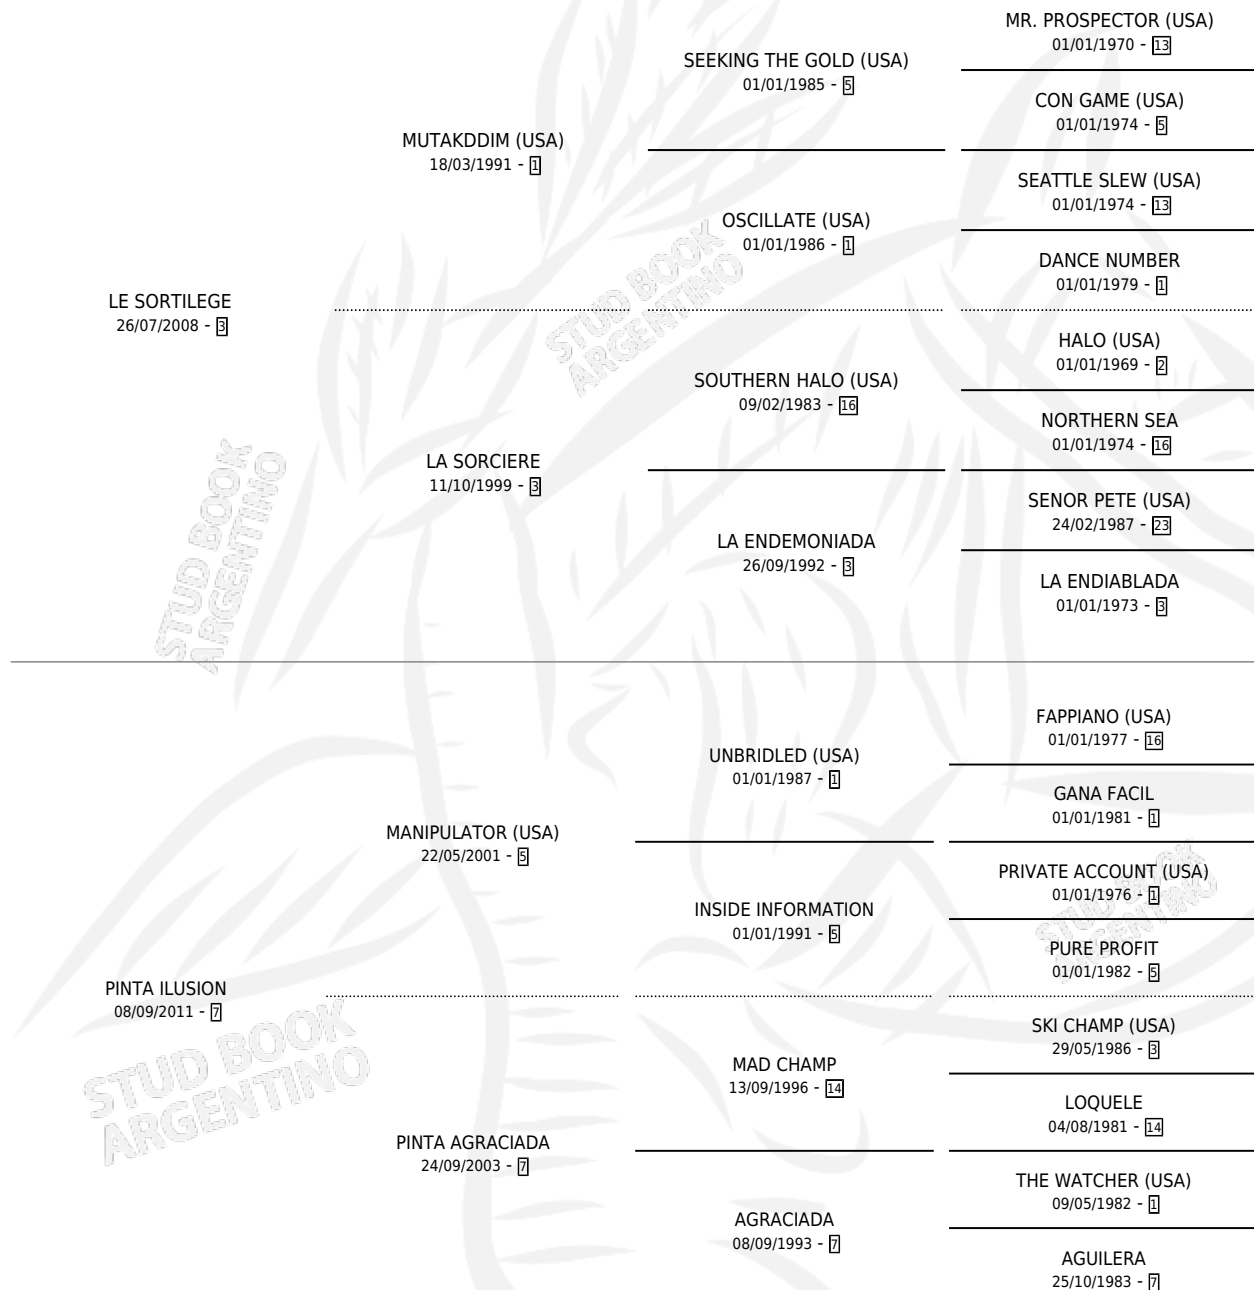 MR. PROSPECTOR (USA)
01/01/1970 - 13
SEEKING THE GOLD (USA)
01/01/1985 - 5
CON GAME (USA)
01/01/1974 - 5
MUTAKDDIM (USA)
18/03/1991 - 1
SEATTLE SLEW (USA)
01/01/1974 - 13
OSCILLATE (USA)
01/01/1986 - 1
DANCE NUMBER
01/01/1979 - 1
LE SORTILEGE
26/07/2008 - 3
HALO (USA)
01/01/1969 - 2
SOUTHERN HALO (USA)
09/02/1983 - 16
NORTHERN SEA
01/01/1974 - 16
LA SORCIERE
11/10/1999 - 3
SENOR PETE (USA)
24/02/1987 - 23
LA ENDEMONIADA
26/09/1992 - 3
LA ENDIABLADA
01/01/1973 - 3
STUD BOOK
ARGENTINO
STUD BOOK
ARGENTINO
FAPPIANO (USA)
01/01/1977 - 16
UNBRIDLED (USA)
01/01/1987 - 1
GANA FACIL
01/01/1981 - 1
MANIPULATOR (USA)
22/05/2001 - 5
PRIVATE ACCOUNT (USA)
01/01/1976 - 1
INSIDE INFORMATION
01/01/1991 - 5
PURE PROFIT
01/01/1982 - 5
STUD BOOK
ARGENTINO
PINTA ILUSION
08/09/2011 - 7
SKI CHAMP (USA)
29/05/1986 - 3
MAD CHAMP
13/09/1996 - 14
LOQUELE
04/08/1981 - 14
PINTA AGRACIADA
24/09/2003 - 7
THE WATCHER (USA)
09/05/1982 - 1
AGRACIADA
08/09/1993 - 7
AGUILERA
25/10/1983 - 7
STUD BOOK
ARGENTINO